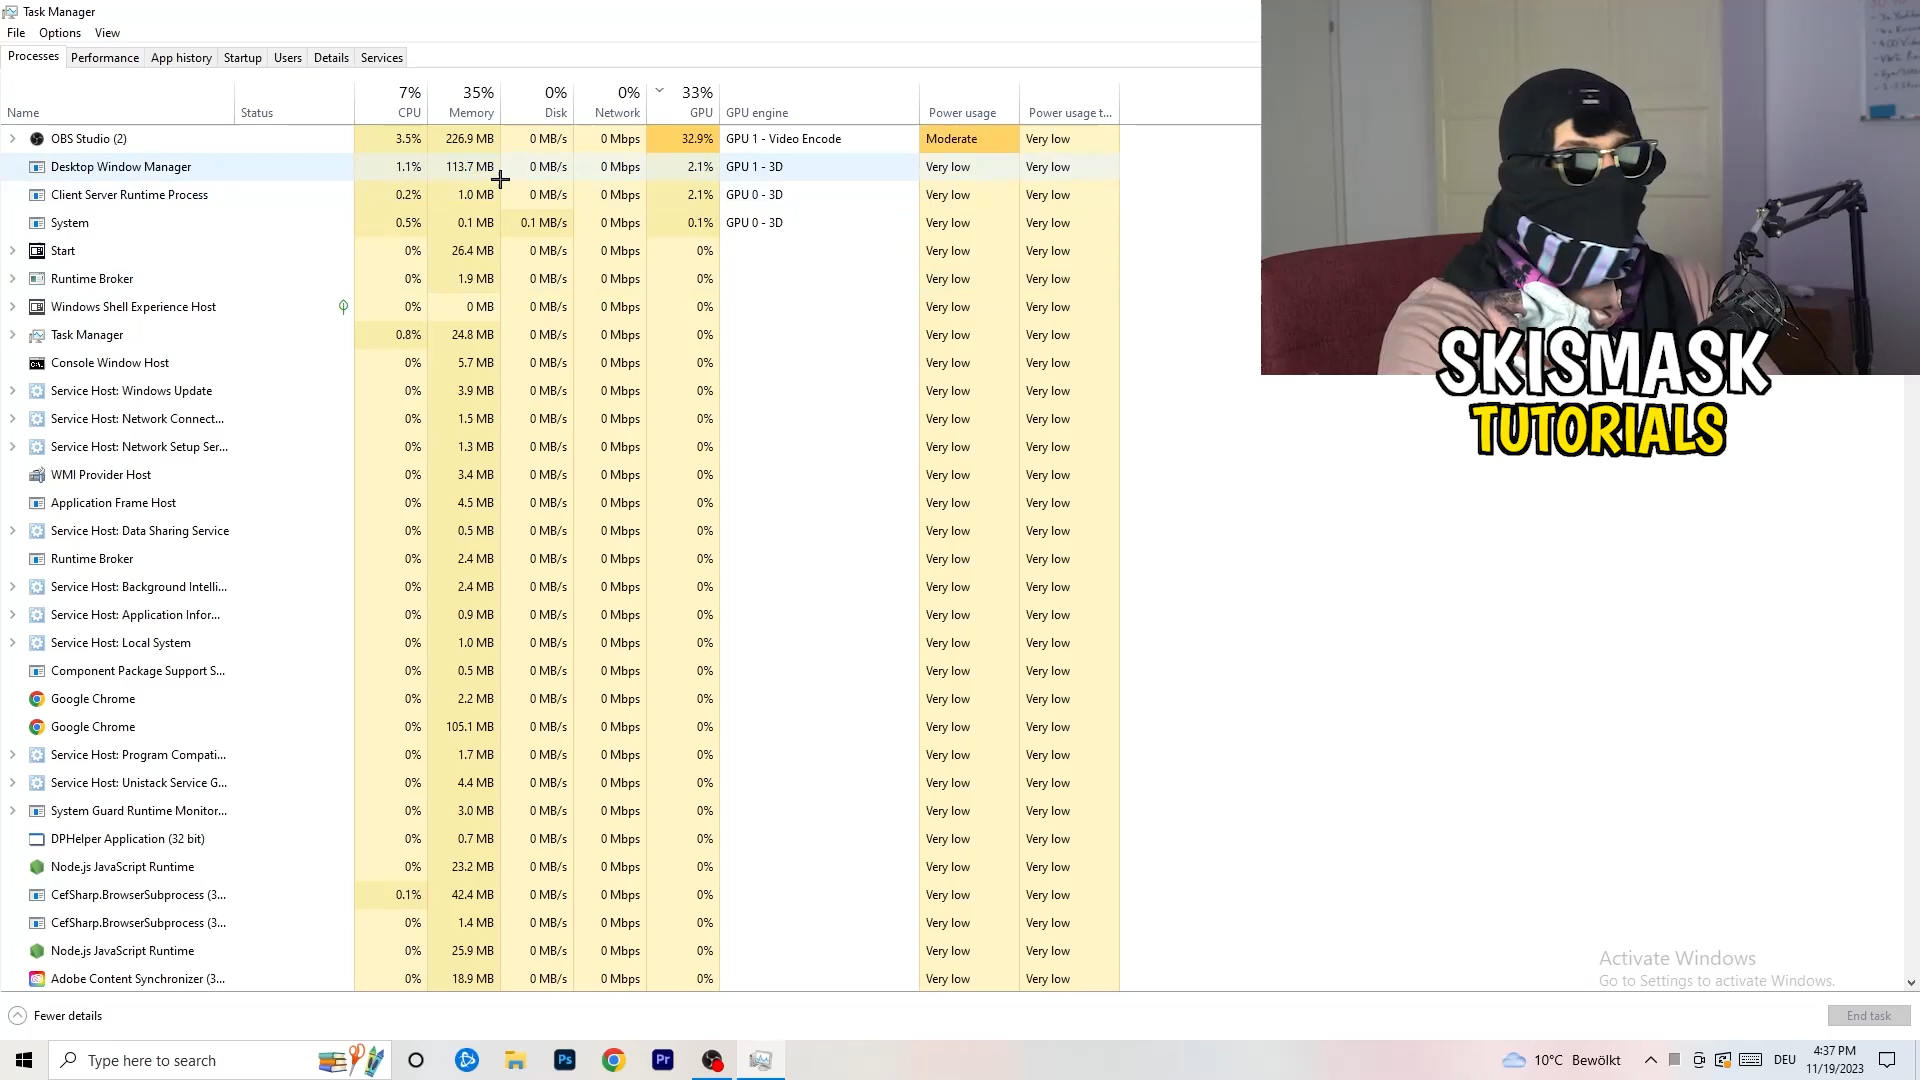 Task Manager
File Options View
Processes Performance App history Startup Users Details Services
7% 35% 0% 0% 33%
Name Status CPU Memory Disk Network GPU GPU engine Power usage Power usage t...
OBS Studio (2) 3.5% 226.9 MB 0 MB/s 0 Mbps 32.9% GPU 1 - Video Encode Moderate Very low
Desktop Window Manager 1.1% 113.7 MB 0 MB/s 0 Mbps 2.1% GPU 1 - 3D Very low Very low
Client Server Runtime Process 0.2% 1.0 MB 0 MB/s 0 Mbps 2.1% GPU 0 - 3D Very low Very low
System 0.5% 0.1 MB 0.1 MB/s 0 Mbps 0.1% GPU 0 - 3D Very low Very low
Start 0% 26.4 MB 0 MB/s 0 Mbps 0% Very low Very low
Runtime Broker 0% 1.9 MB 0 MB/s 0 Mbps 0% Very low Very low
Windows Shell Experience Host 0% 0 MB 0 MB/s 0 Mbps 0% Very low Very low
Task Manager 0.8% 24.8 MB 0 MB/s 0 Mbps 0% Very low Very low
Console Window Host 0% 5.7 MB 0 MB/s 0 Mbps 0% Very low Very low
Service Host: Windows Update 0% 3.9 MB 0 MB/s 0 Mbps 0% Very low Very low
Service Host: Network Connect... 0% 1.5 MB 0 MB/s 0 Mbps 0% Very low Very low
Service Host: Network Setup Ser... 0% 1.3 MB 0 MB/s 0 Mbps 0% Very low Very low
WMI Provider Host 0% 3.4 MB 0 MB/s 0 Mbps 0% Very low Very low
Application Frame Host 0% 4.5 MB 0 MB/s 0 Mbps 0% Very low Very low
Service Host: Data Sharing Service 0% 0.5 MB 0 MB/s 0 Mbps 0% Very low Very low
Runtime Broker 0% 2.4 MB 0 MB/s 0 Mbps 0% Very low Very low
Service Host: Background Intelli... 0% 2.4 MB 0 MB/s 0 Mbps 0% Very low Very low
Service Host: Application Infor... 0% 0.9 MB 0 MB/s 0 Mbps 0% Very low Very low
Service Host: Local System 0% 1.0 MB 0 MB/s 0 Mbps 0% Very low Very low
Component Package Support S... 0% 0.5 MB 0 MB/s 0 Mbps 0% Very low Very low
Google Chrome 0% 2.2 MB 0 MB/s 0 Mbps 0% Very low Very low
Google Chrome 0% 105.1 MB 0 MB/s 0 Mbps 0% Very low Very low
Service Host: Program Compati... 0% 1.7 MB 0 MB/s 0 Mbps 0% Very low Very low
Service Host: Unistack Service G... 0% 4.4 MB 0 MB/s 0 Mbps 0% Very low Very low
System Guard Runtime Monitor... 0% 3.0 MB 0 MB/s 0 Mbps 0% Very low Very low
DPHelper Application (32 bit) 0% 0.7 MB 0 MB/s 0 Mbps 0% Very low Very low
Node.js JavaScript Runtime 0% 23.2 MB 0 MB/s 0 Mbps 0% Very low Very low
CefSharp.BrowserSubprocess (3... 0.1% 42.4 MB 0 MB/s 0 Mbps 0% Very low Very low
CefSharp.BrowserSubprocess (3... 0% 1.4 MB 0 MB/s 0 Mbps 0% Very low Very low
Node.js JavaScript Runtime 0% 25.9 MB 0 MB/s 0 Mbps 0% Very low Very low
Adobe Content Synchronizer (3... 0% 18.9 MB 0 MB/s 0 Mbps 0% Very low Very low
SKISMASK
TUTORIALS
Activate Windows
Go to Settings to activate Windows.
Fewer details End task
Type here to search Ps Pr 10°C Bewölkt DEU 4:37 PM
11/19/2023